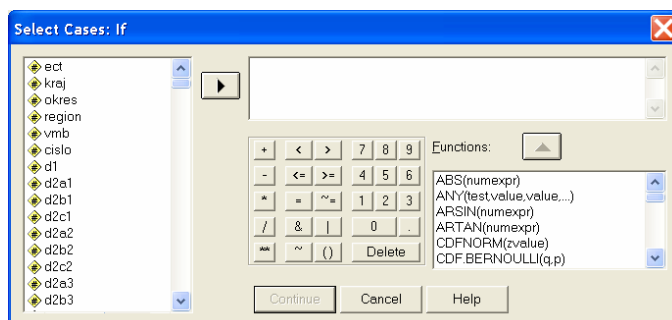 Select Cases: If
ect
kraj
okres
region
vmb
cislo
d1
d2a1
d2b1
d2c1
d2a2
d2b2
d2c2
d2a3
d2b3
+ < > 7 8 9
- <= >= 4 5 6
* = ~= 1 2 3
/ & | 0 .
** ~ () Delete
Functions:
ABS(numexpr)
ANY(test,value,value,...)
ARSIN(numexpr)
ARTAN(numexpr)
CDFNORM(zvalue)
CDF.BERNOULLI(q,p)
Continue Cancel Help